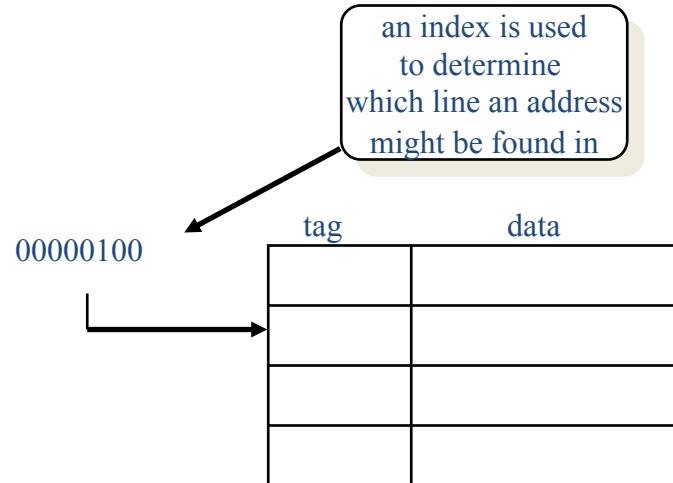 an index is used
to determine
which line an address
might be found in
tag data
00000100